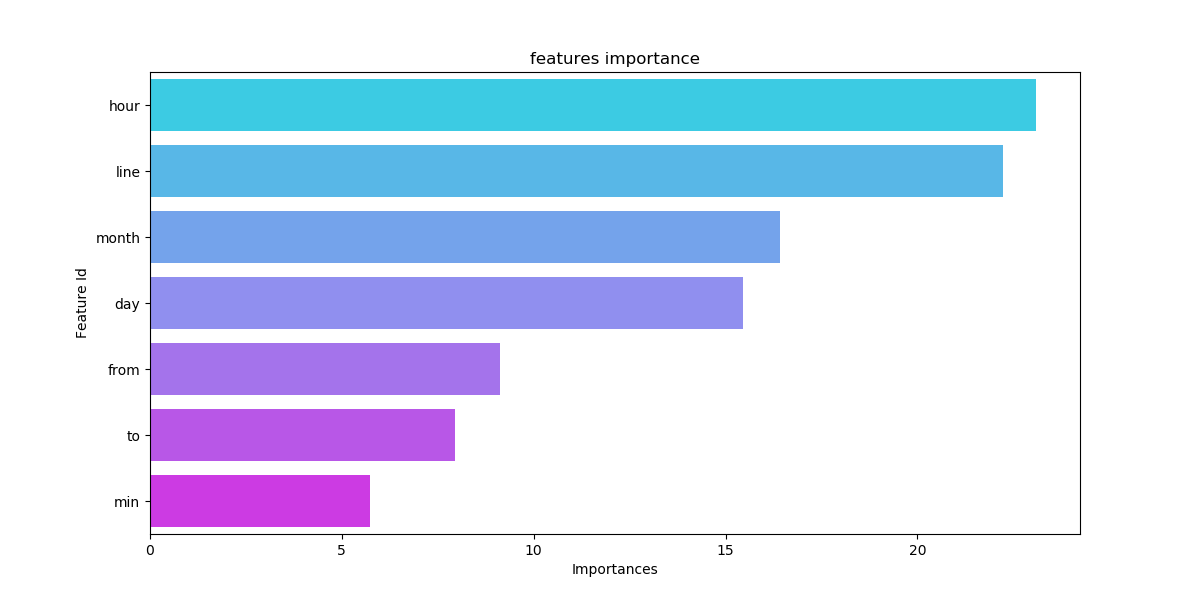 features importance
hour
line
month
day
from
to
min
Feature Id
0 5 10 15 20
Importances